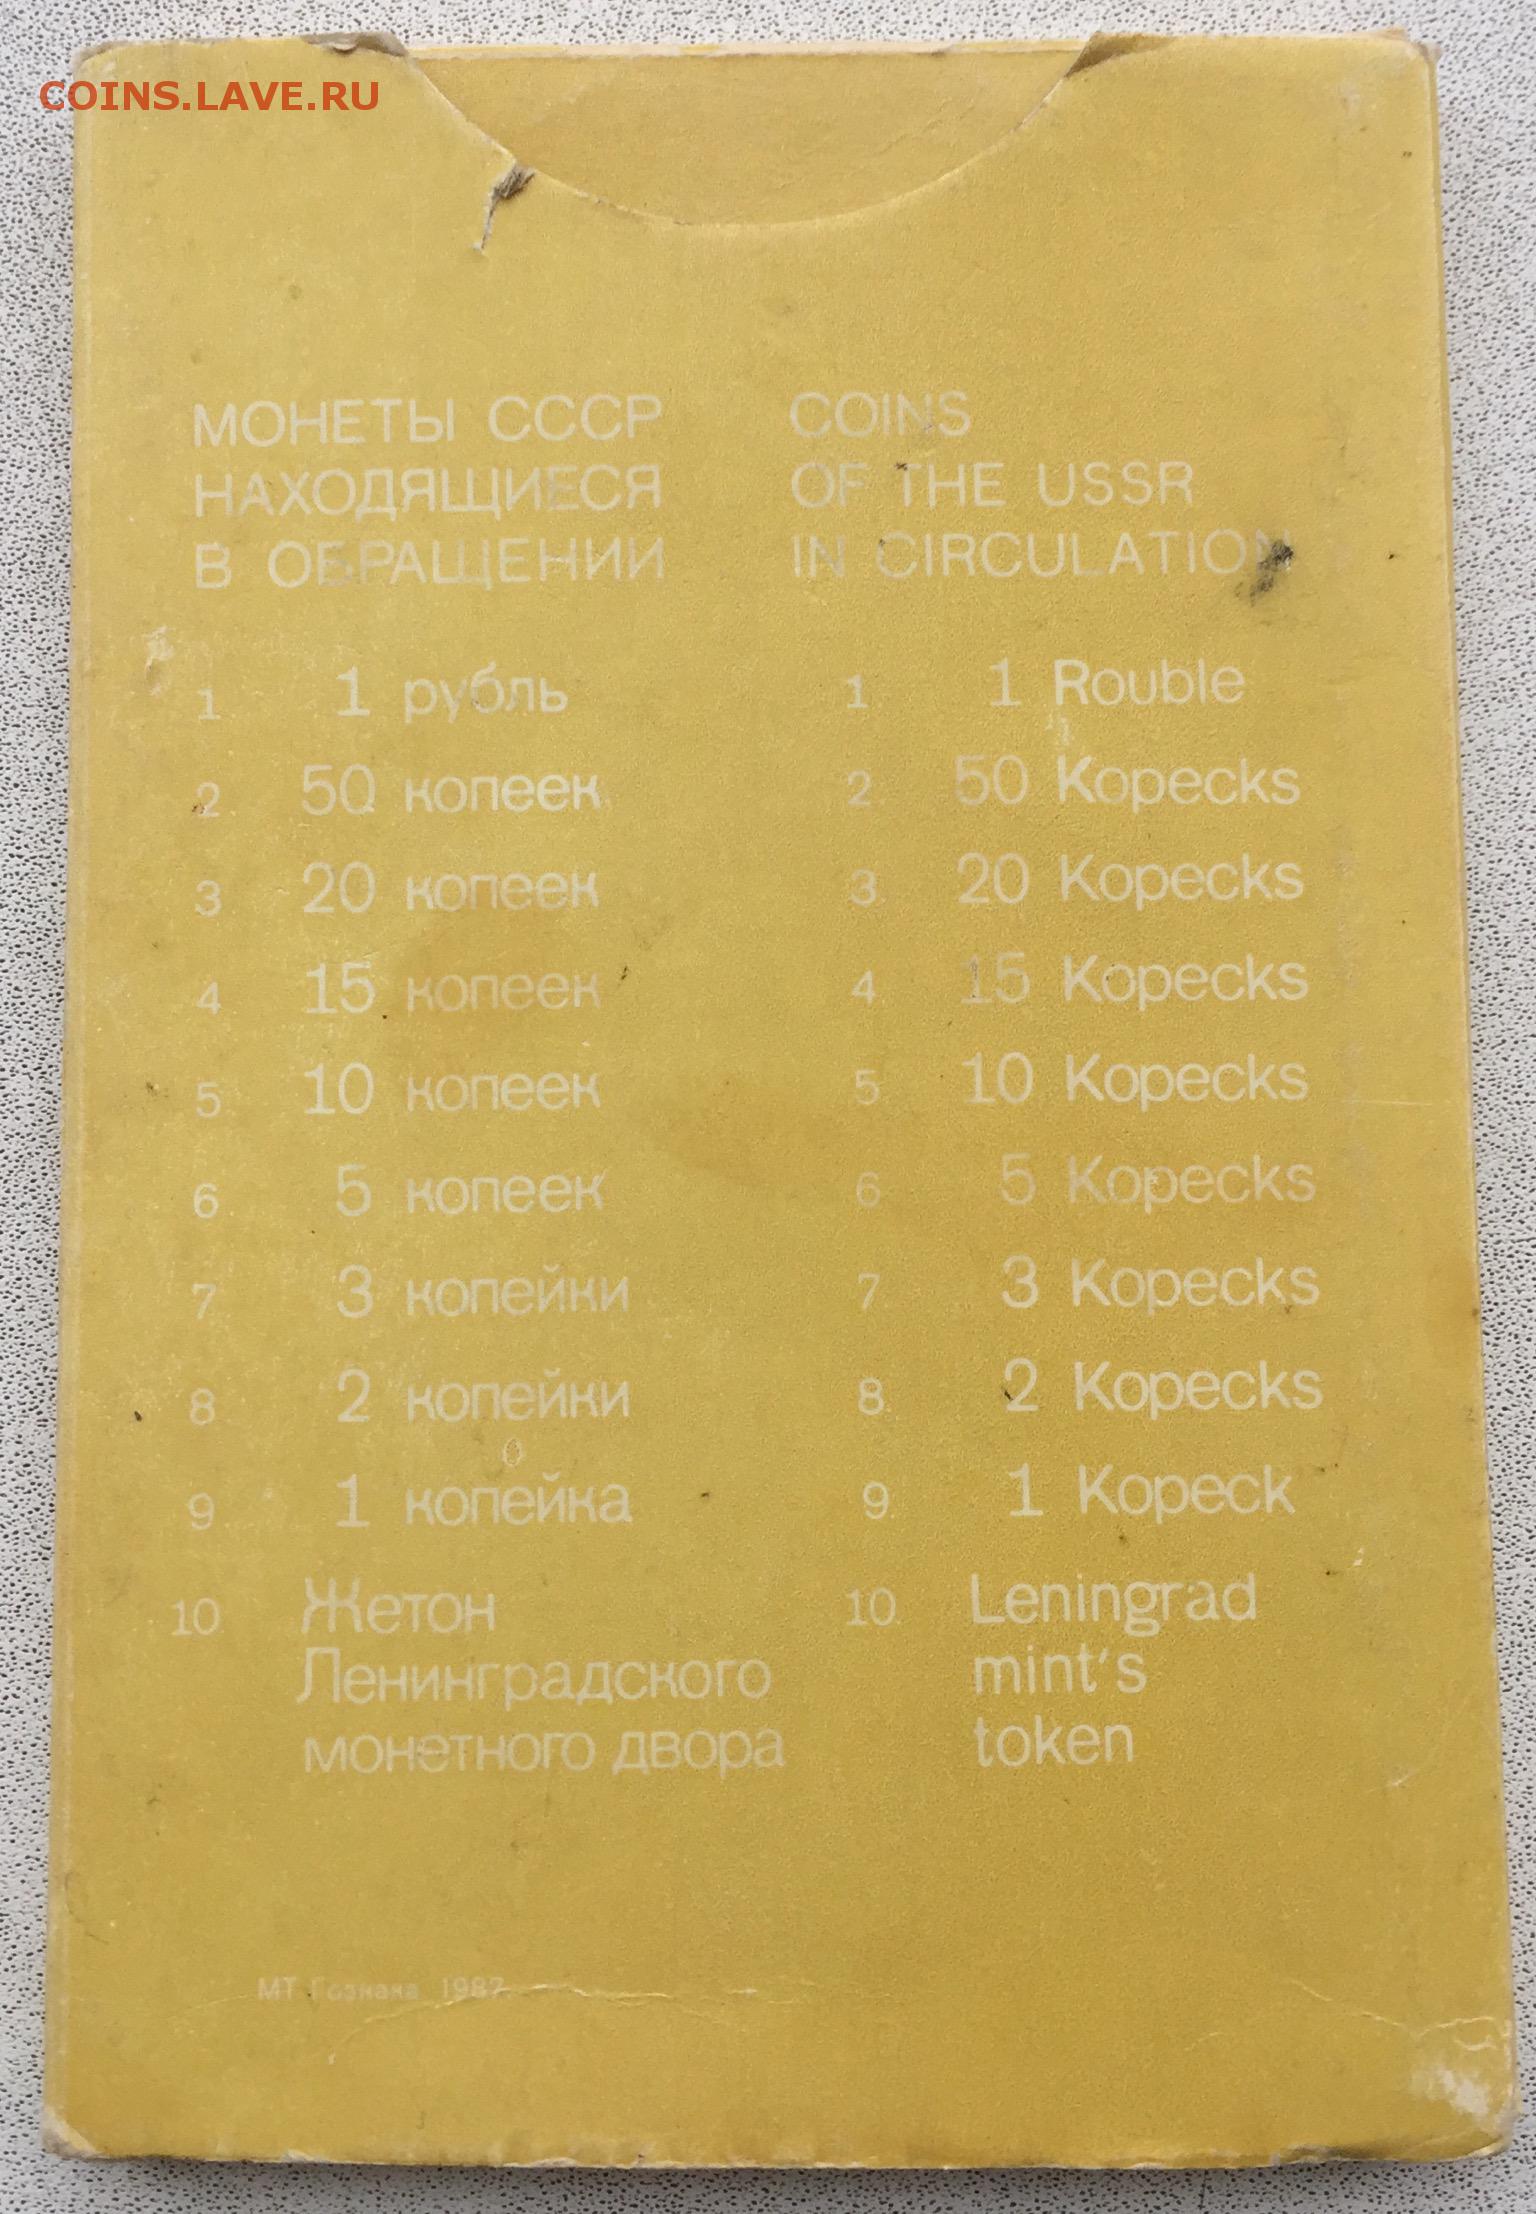 COINS.LAVE.RU
МОНЕТЫ СССР
НАХОДЯЩИЕСЯ
В ОБРАЩЕНИИ
1 1 рубль
2 50 копеек
3 20 копеек
4 15 копеек
5 10 копеек
6 5 копеек
7 3 копейки
8 2 копейки
9 1 копейка
10. Жетон
Ленинградского
монетного двора
COINS
OF THE USSR
IN CIRCULATION
1 1 Rouble
2. 50 Kopecks
3. 20 Kopecks
4 15 Kopecks
5 10 Kopecks
6 5 Kopecks
7 3 Kopecks
8. 2 Kopecks
9. 1 Kopeck
10. Leningrad
mint's
token
МТ Гознака 1987